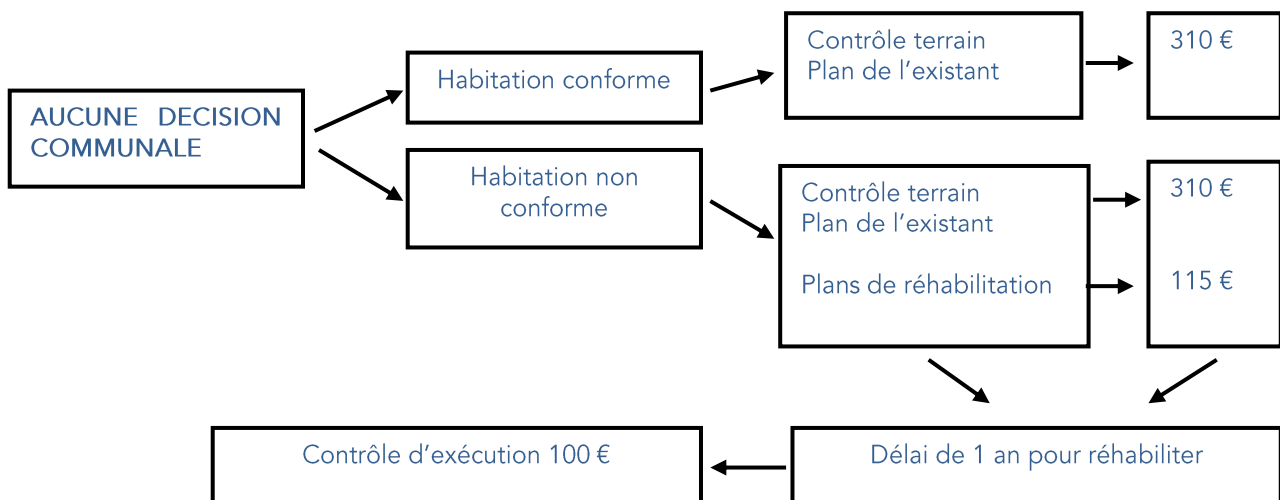 AUCUNE DECISION
COMMUNALE
Habitation conforme
Contrôle terrain
Plan de l’existant
310 €
Habitation non
conforme
Contrôle terrain
Plan de l’existant
Plans de réhabilitation
310 €
115 €
Contrôle d’exécution 100 €
Délai de 1 an pour réhabiliter